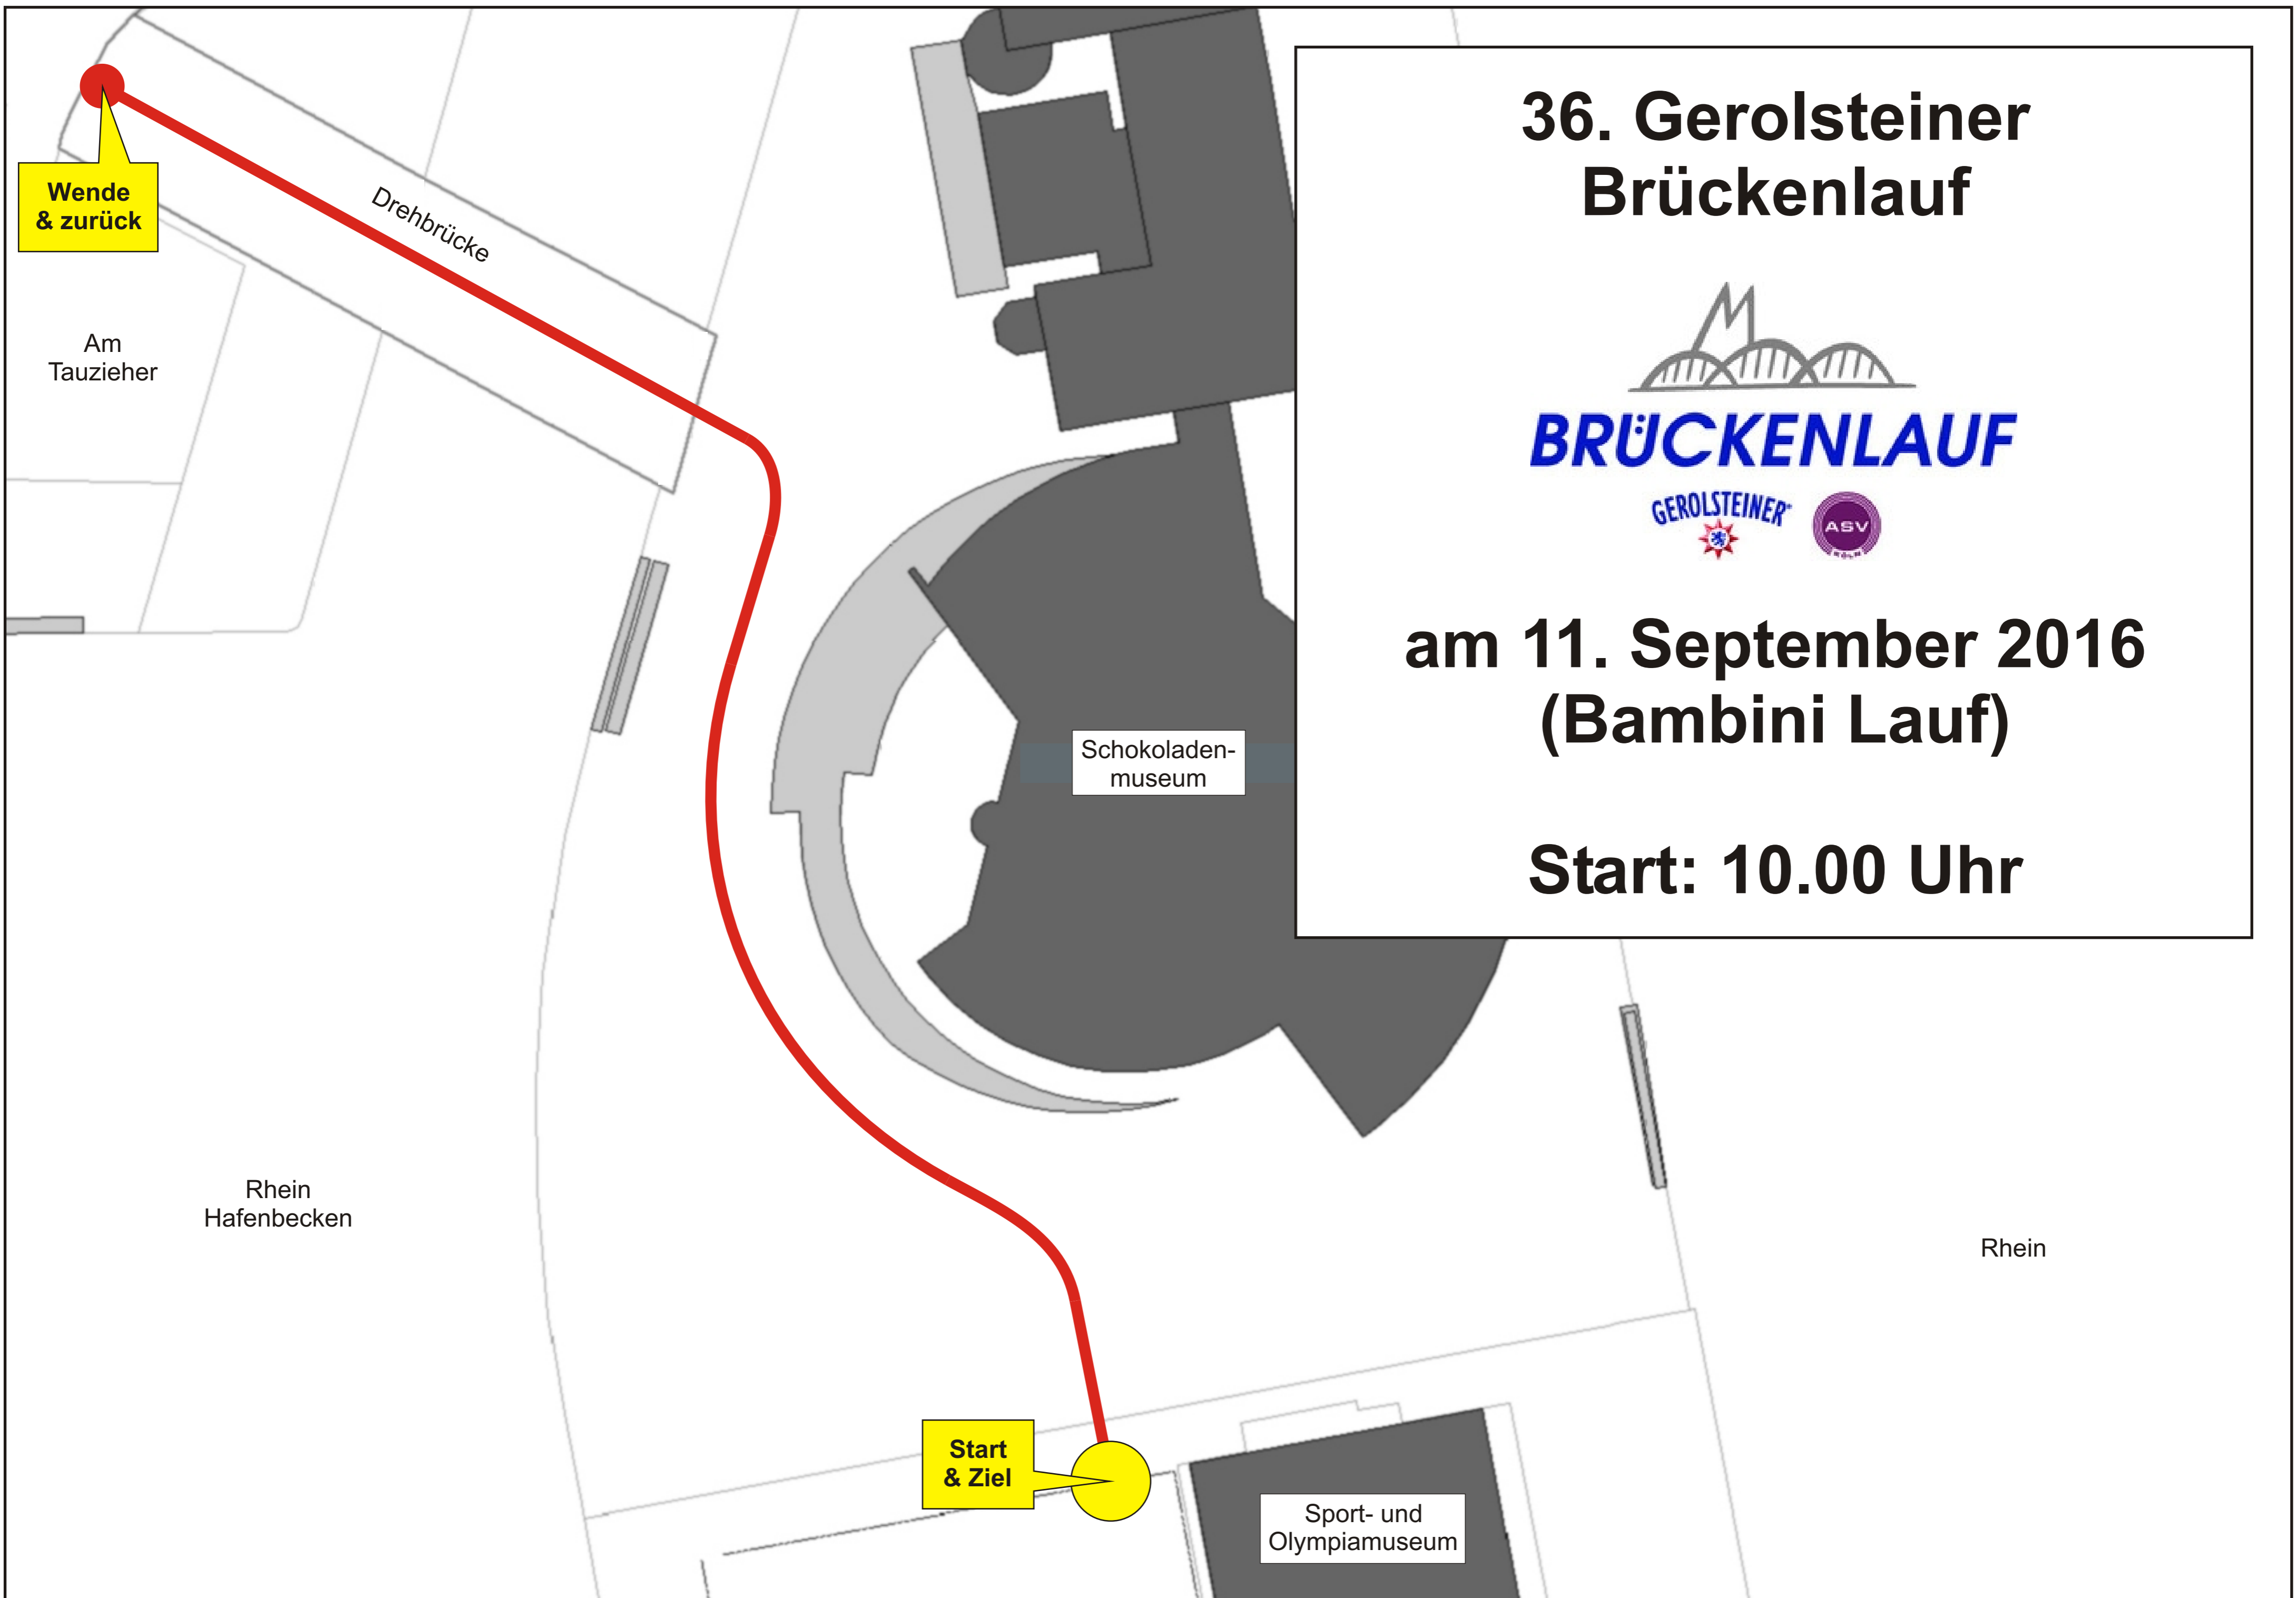 36. Gerolsteiner
Brückenlauf
BRÜCKENLAUF
GEROLSTEINER®
ASV
KÖLN
am 11. September 2016
(Bambini Lauf)
Start: 10.00 Uhr
Wende
& zurück
Drehbrücke
Am
Tauzieher
Schokoladen-
museum
Rhein
Hafenbecken
Rhein
Start
& Ziel
Sport- und
Olympiamuseum